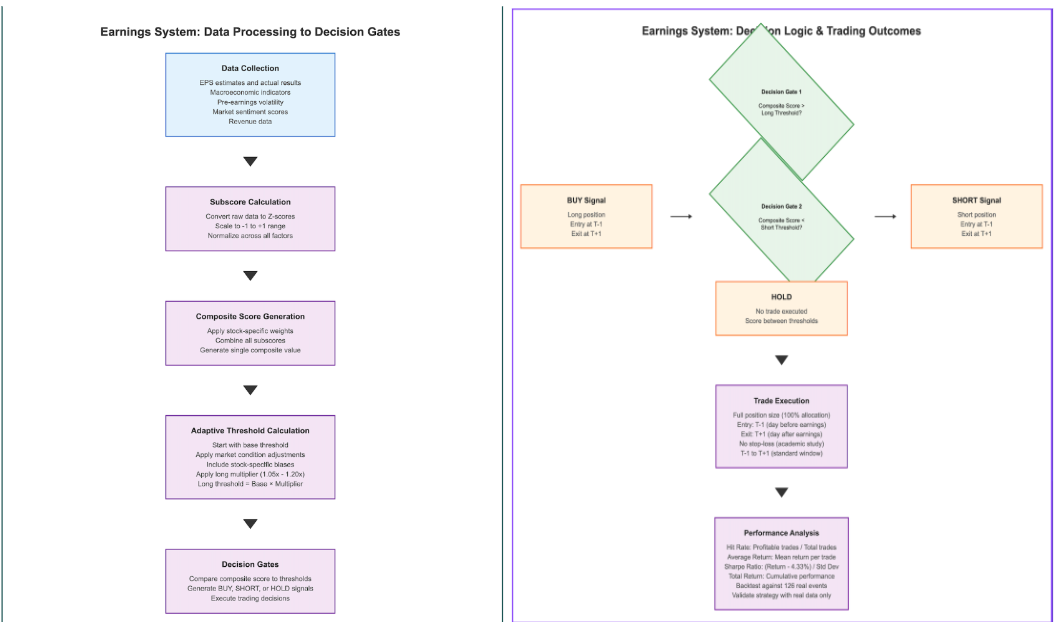 Earnings System: Data Processing to Decision Gates
Data Collection
EPS estimates and actual results
Macroeconomic indicators
Pre-earnings volatility
Market sentiment scores
Revenue data
Subscore Calculation
Convert raw data to Z-scores
Scale to -1 to +1 range
Normalize across all factors
Composite Score Generation
Apply stock-specific weights
Combine all subscores
Generate single composite value
Adaptive Threshold Calculation
Start with base threshold
Apply market condition adjustments
Include stock-specific biases
Apply long multiplier (1.05x - 1.20x)
Long threshold = Base × Multiplier
Decision Gates
Compare composite score to thresholds
Generate BUY, SHORT, or HOLD signals
Execute trading decisions
Earnings System: Decision Logic & Trading Outcomes
Decision Gate 1
Composite Score >
Long Threshold?
BUY Signal
Long position
Entry at T-1
Exit at T+1
Decision Gate 2
Composite Score <
Short Threshold?
SHORT Signal
Short position
Entry at T-1
Exit at T+1
HOLD
No trade executed
Score between thresholds
Trade Execution
Full position size (100% allocation)
Entry: T-1 (day before earnings)
Exit: T+1 (day after earnings)
No stop-loss (academic study)
T-1 to T+1 (standard window)
Performance Analysis
Hit Rate: Profitable trades / Total trades
Average Return: Mean return per trade
Sharpe Ratio: (Return - 4.33%) / Std Dev
Total Return: Cumulative performance
Backtest against 126 real events
Validate strategy with real data only